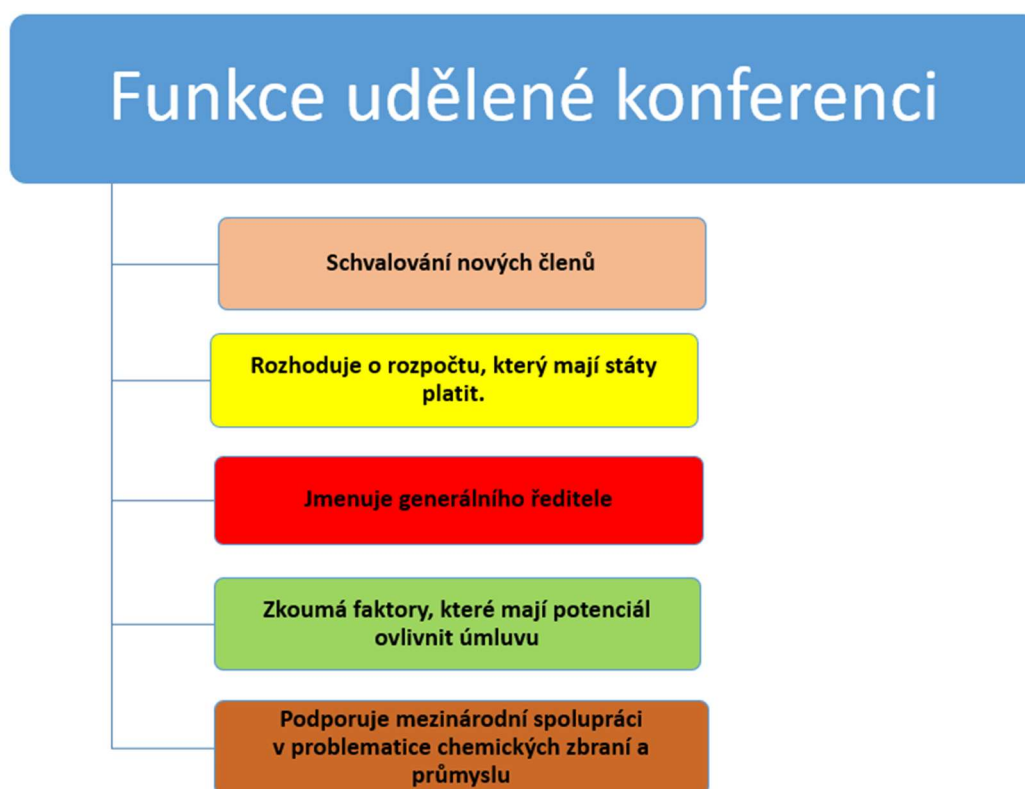 Funkce udělené konferenci
Schvalování nových členů
Rozhoduje o rozpočtu, který mají státy
platit.
Jmenuje generálního ředitele
Zkoumá faktory, které mají potenciál
ovlivnit úmluvu
Podporuje mezinárodní spolupráci
v problematice chemických zbraní a
průmyslu